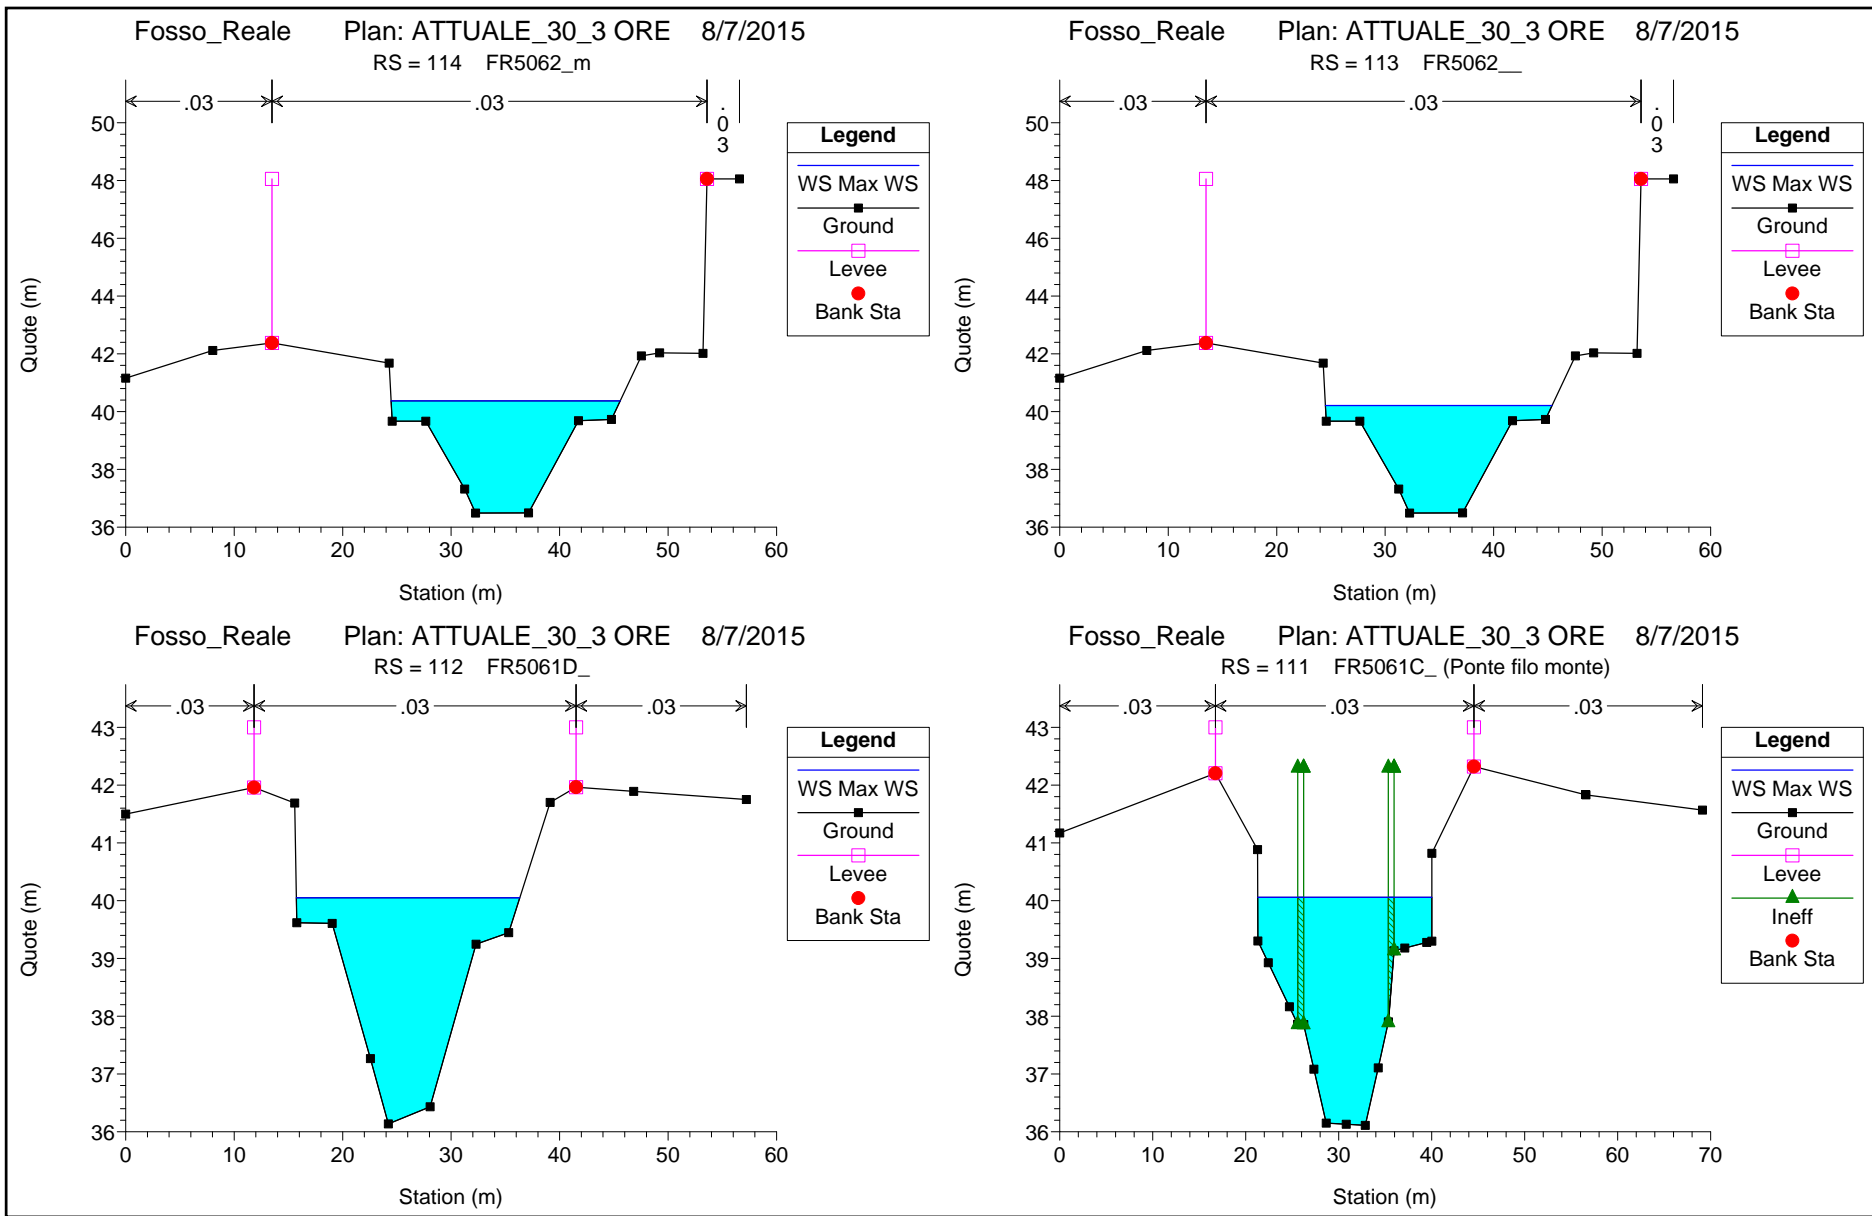 Fosso_Reale Plan: ATTUALE_30_3 ORE 8/7/2015
RS = 114 FR5062_m
.03 .03 .03
50
48
46
44
42
40
38
36
Quote (m)
0 10 20 30 40 50 60
Station (m)
Legend
WS Max WS
Ground
Levee
Bank Sta
Fosso_Reale Plan: ATTUALE_30_3 ORE 8/7/2015
RS = 113 FR5062__
.03 .03 .03
50
48
46
44
42
40
38
36
Quote (m)
0 10 20 30 40 50 60
Station (m)
Legend
WS Max WS
Ground
Levee
Bank Sta
Fosso_Reale Plan: ATTUALE_30_3 ORE 8/7/2015
RS = 112 FR5061D_
.03 .03 .03
43
42
41
40
39
38
37
36
Quote (m)
0 10 20 30 40 50 60
Station (m)
Legend
WS Max WS
Ground
Levee
Bank Sta
Fosso_Reale Plan: ATTUALE_30_3 ORE 8/7/2015
RS = 111 FR5061C_ (Ponte filo monte)
.03 .03 .03
43
42
41
40
39
38
37
36
Quote (m)
0 10 20 30 40 50 60 70
Station (m)
Legend
WS Max WS
Ground
Levee
Ineff
Bank Sta